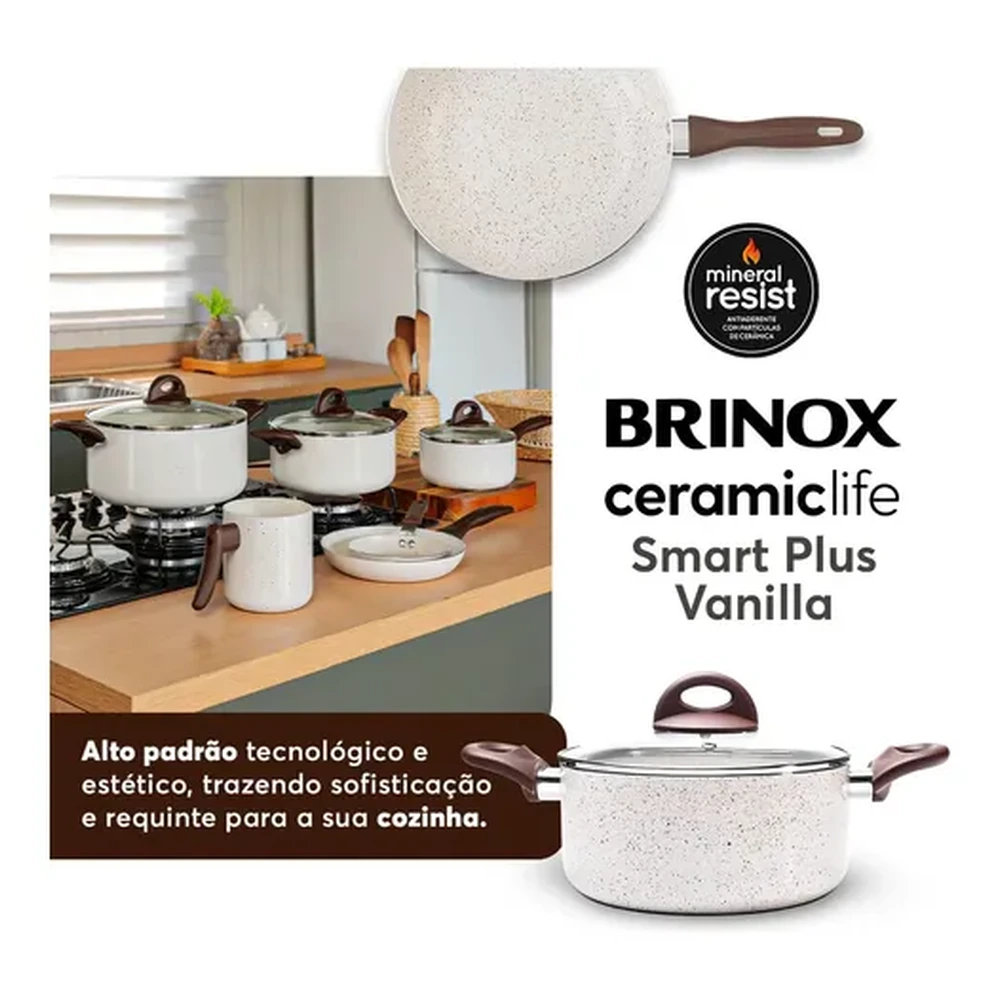 mineral
resist
ANTIADERENTE
COM PARTÍCULAS
DE CERÂMICA
BRINOX
ceramiclife
Smart Plus
Vanilla
Alto padrão tecnológico e
estético, trazendo sofisticação
e requinte para a sua cozinha.